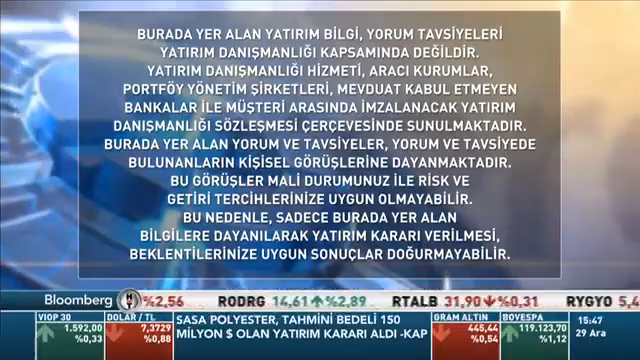 BURADA YER ALAN YATIRIM BİLGİ, YORUM TAVSİYELERİ
YATIRIM DANIŞMANLIĞI KAPSAMINDA DEĞİLDİR.
YATIRIM DANIŞMANLIĞI HİZMETİ, ARACI KURUMLAR,
PORTFÖY YÖNETİM ŞİRKETLERİ, MEVDUAT KABUL ETMEYEN
BANKALAR İLE MÜŞTERİ ARASINDA İMZALANACAK YATIRIM
DANIŞMANLIĞI SÖZLEŞMESİ ÇERÇEVESİNDE SUNULMAKTADIR.
BURADA YER ALAN YORUM VE TAVSİYELER, YORUM VE TAVSİYEDE
BULUNANLARIN KİŞİSEL GÖRÜŞLERİNE DAYANMAKTADIR.
BU GÖRÜŞLER MALİ DURUMUNUZ İLE RİSK VE
GETİRİ TERCİHLERİNİZE UYGUN OLMAYABİLİR.
BU NEDENLE, SADECE BURADA YER ALAN
BİLGİLERE DAYANILARAK YATIRIM KARARI VERİLMESİ,
BEKLENTİLERİNİZE UYGUN SONUÇLAR DOĞURMAYABİLİR.
Bloomberg HT %2,56 RODRG 14,61 %2,89 RTALB 31,90 %0,31 RYGYO 5,4
VIOP 30 DOLAR / TL SASA POLYESTER, TAHMİNİ BEDELİ 150 GRAM ALTIN BOVESPA 15:47
1.592,00 7,3729 MİLYON $ OLAN YATIRIM KARARI ALDI -KAP 445,54 119.123,70 29 Ara
%0,33 %0,88 %0,54 %1,12